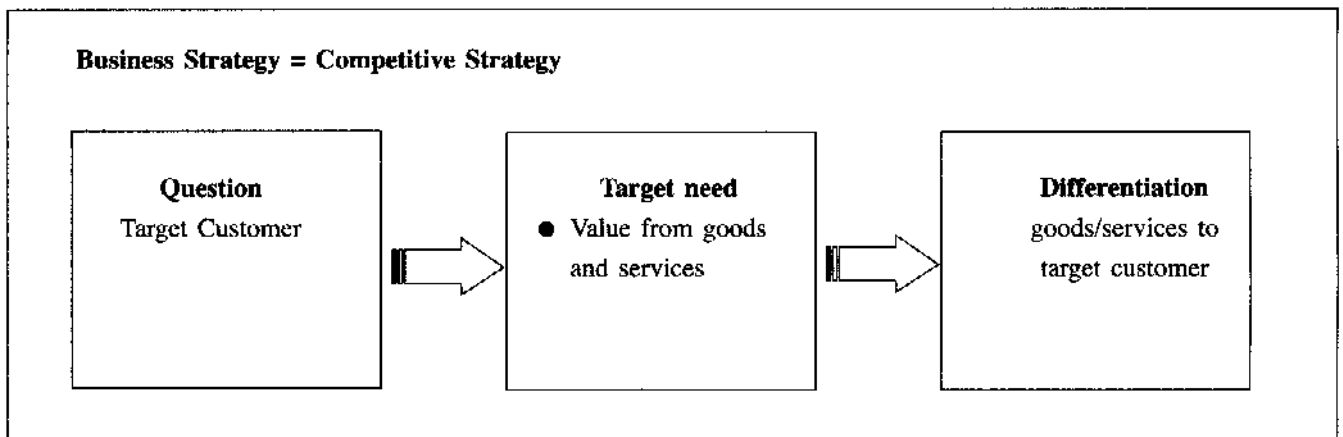 Business Strategy = Competitive Strategy
Question
Target Customer
Target need
● Value from goods
and services
Differentiation
goods/services to
target customer